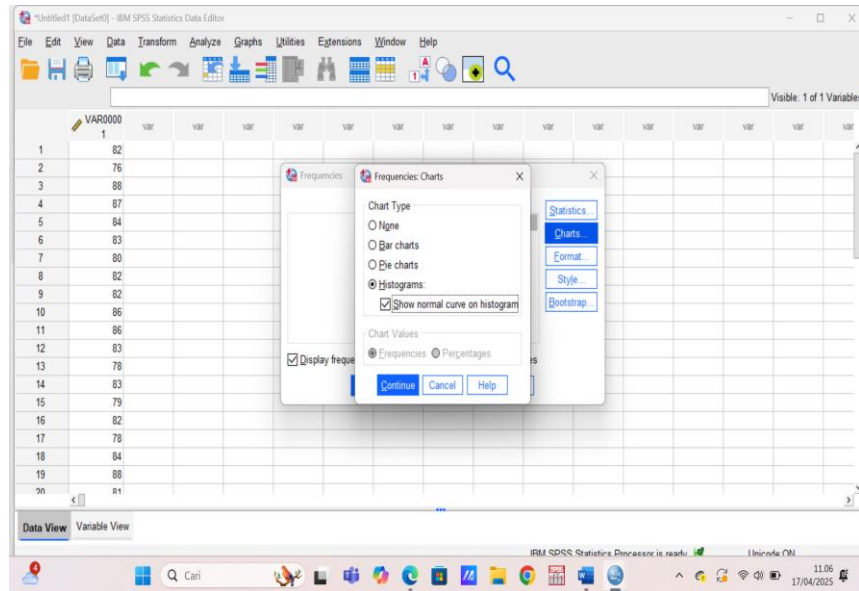 *Untitled1 [DataSet0] - IBM SPSS Statistics Data Editor
File Edit View Data Transform Analyze Graphs Utilities Extensions Window Help
Visible: 1 of 1 Variables
VAR0000
1
var var var var var var var var var var var var var var var
1 82
2 76
3 88
4 87
5 84
6 83
7 80
8 82
9 82
10 86
11 86
12 83
13 78
14 83
15 79
16 82
17 78
18 84
19 88
20 81
Frequencies
Statistics...
Charts...
Format...
Style...
Bootstrap...
Display freque
es
Frequencies: Charts
Chart Type
None
Bar charts
Pie charts
Histograms:
Show normal curve on histogram
Chart Values
Frequencies Percentages
Continue Cancel Help
Data View Variable View
IBM SPSS Statistics Processor is ready Unicode:ON
4
Cari
11.06
17/04/2025